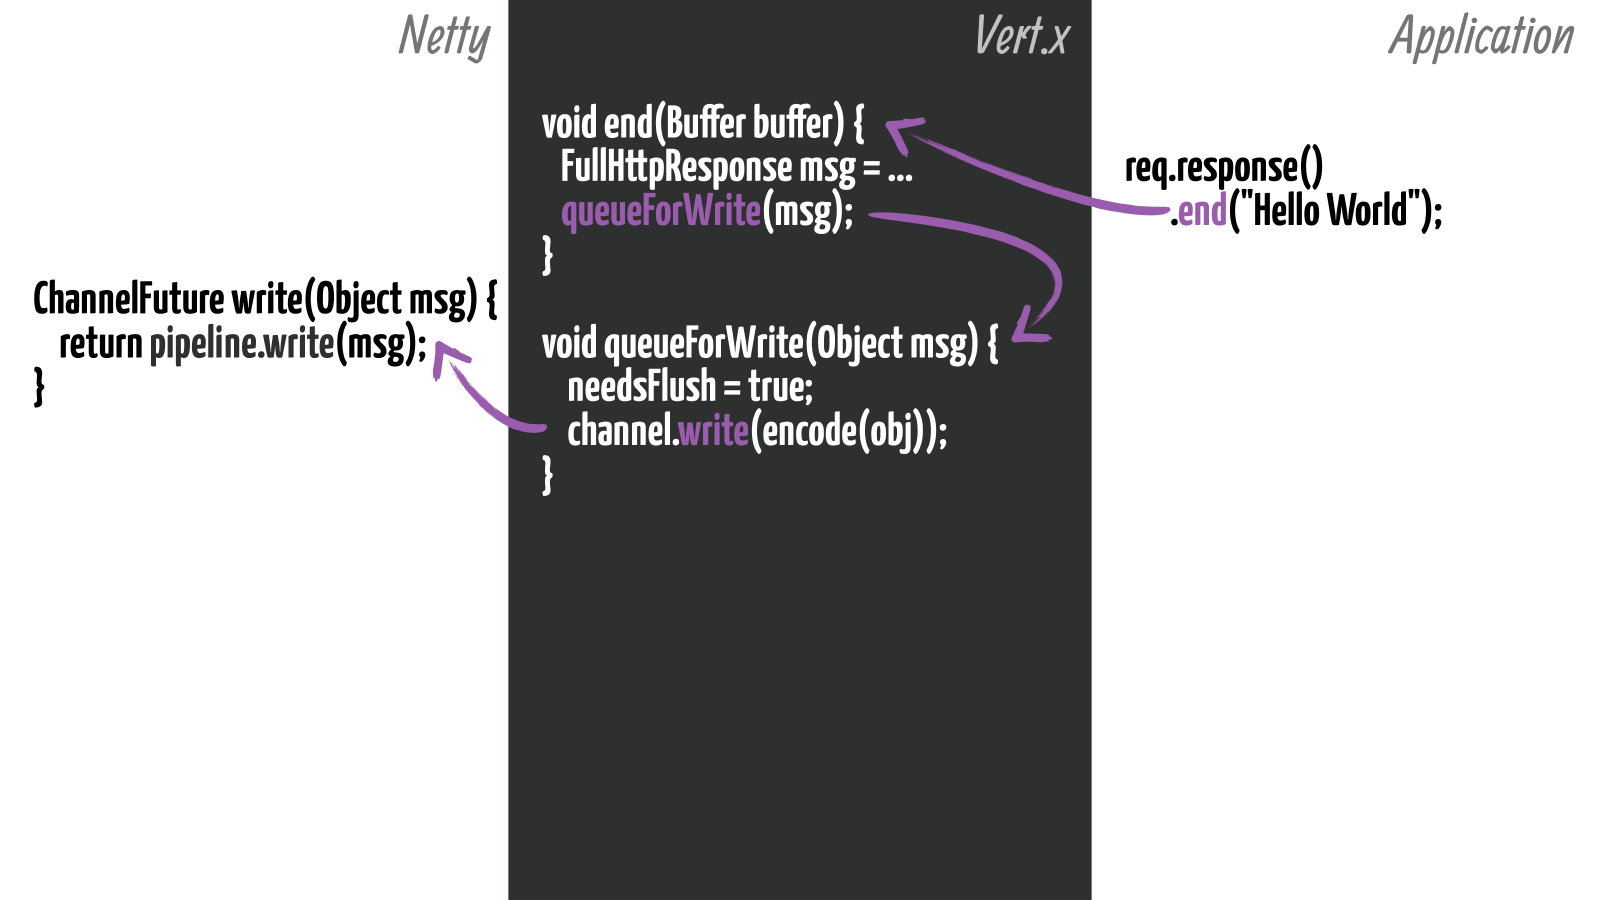 Netty
Vert.x
Application
void end(Buffer buffer) {
FullHttpResponse msg = ...
queueForWrite(msg);
}
req.response()
.end("Hello World");
ChannelFuture write(Object msg) {
return pipeline.write(msg);
}
void queueForWrite(Object msg) {
needsFlush = true;
channel.write(encode(obj));
}